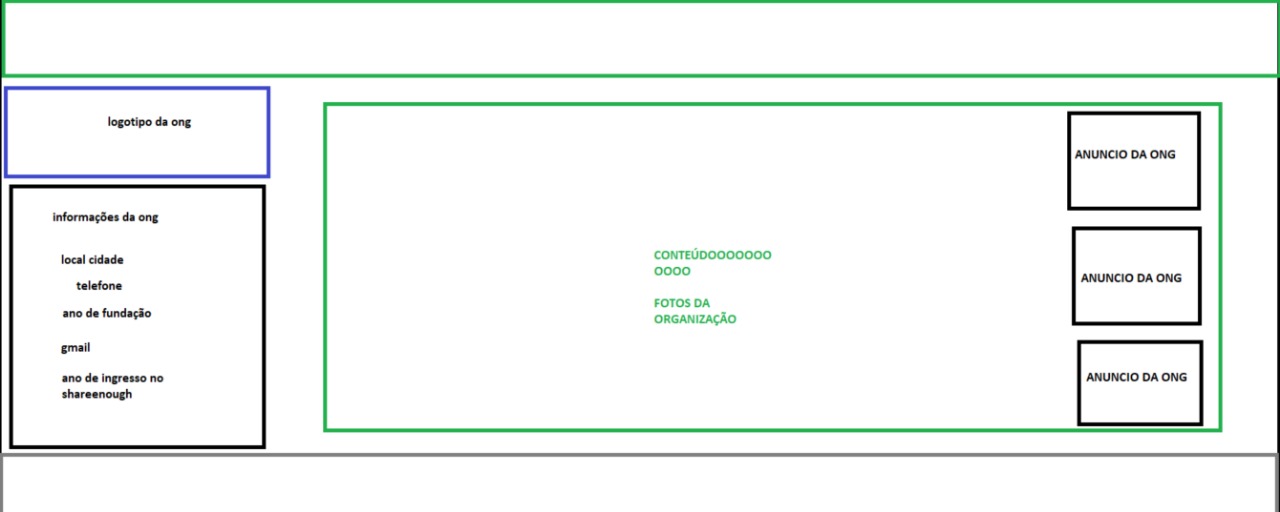 logotipo da ong
informações da ong
local cidade
telefone
ano de fundação
gmail
ano de ingresso no
shareenough
CONTEÚDOOOOOOO
OOOO
FOTOS DA
ORGANIZAÇÃO
ANUNCIO DA ONG
ANUNCIO DA ONG
ANUNCIO DA ONG